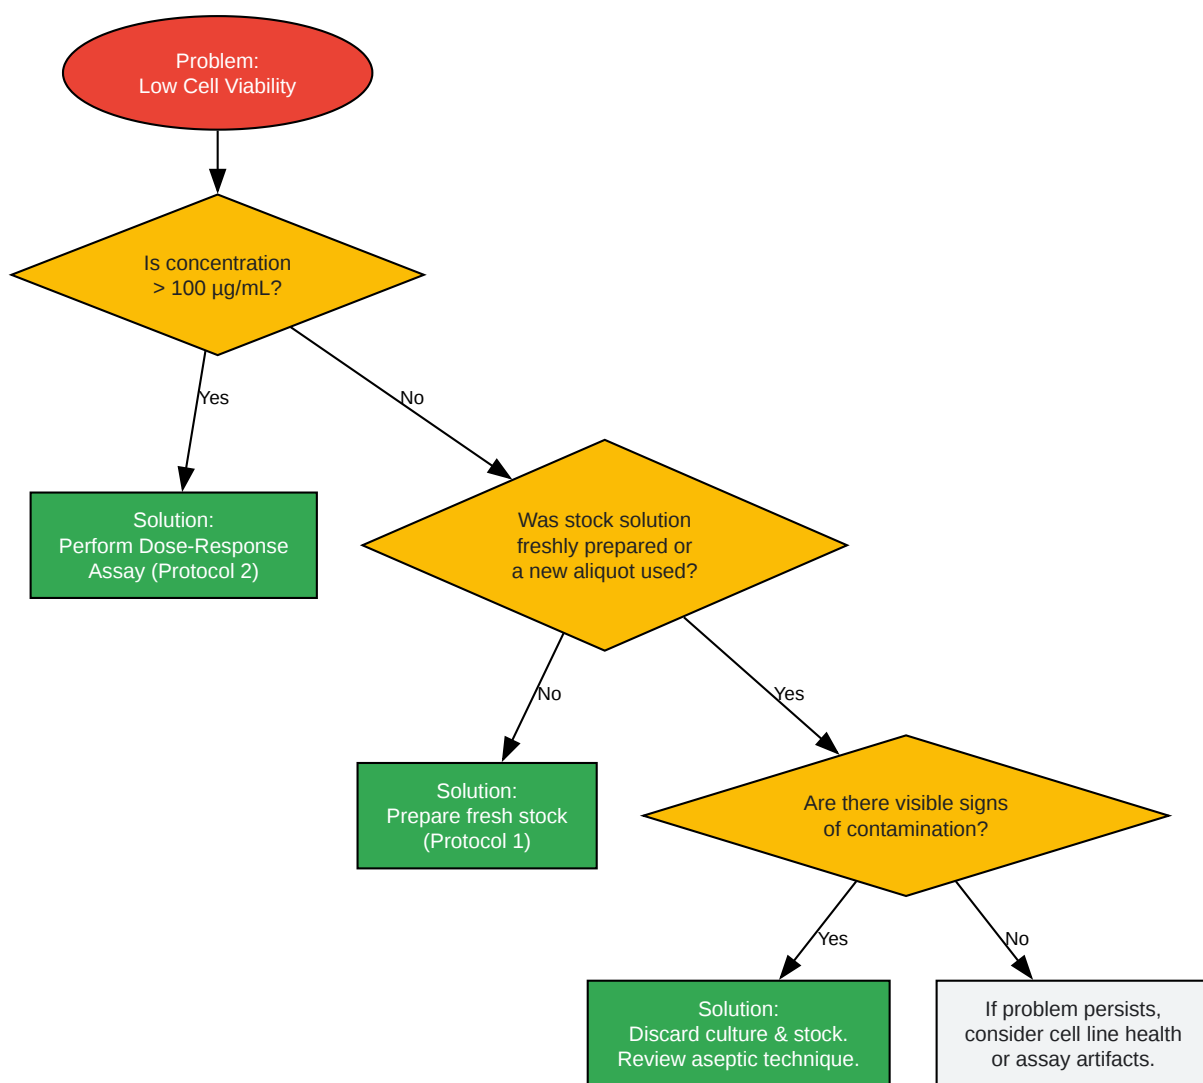 Problem:
Low Cell Viability
Is concentration
> 100 µg/mL?
Yes
No
Solution:
Perform Dose-Response
Assay (Protocol 2)
Was stock solution
freshly prepared or
a new aliquot used?
No
Yes
Solution:
Prepare fresh stock
(Protocol 1)
Are there visible signs
of contamination?
Yes
No
Solution:
Discard culture & stock.
Review aseptic technique.
If problem persists,
consider cell line health
or assay artifacts.